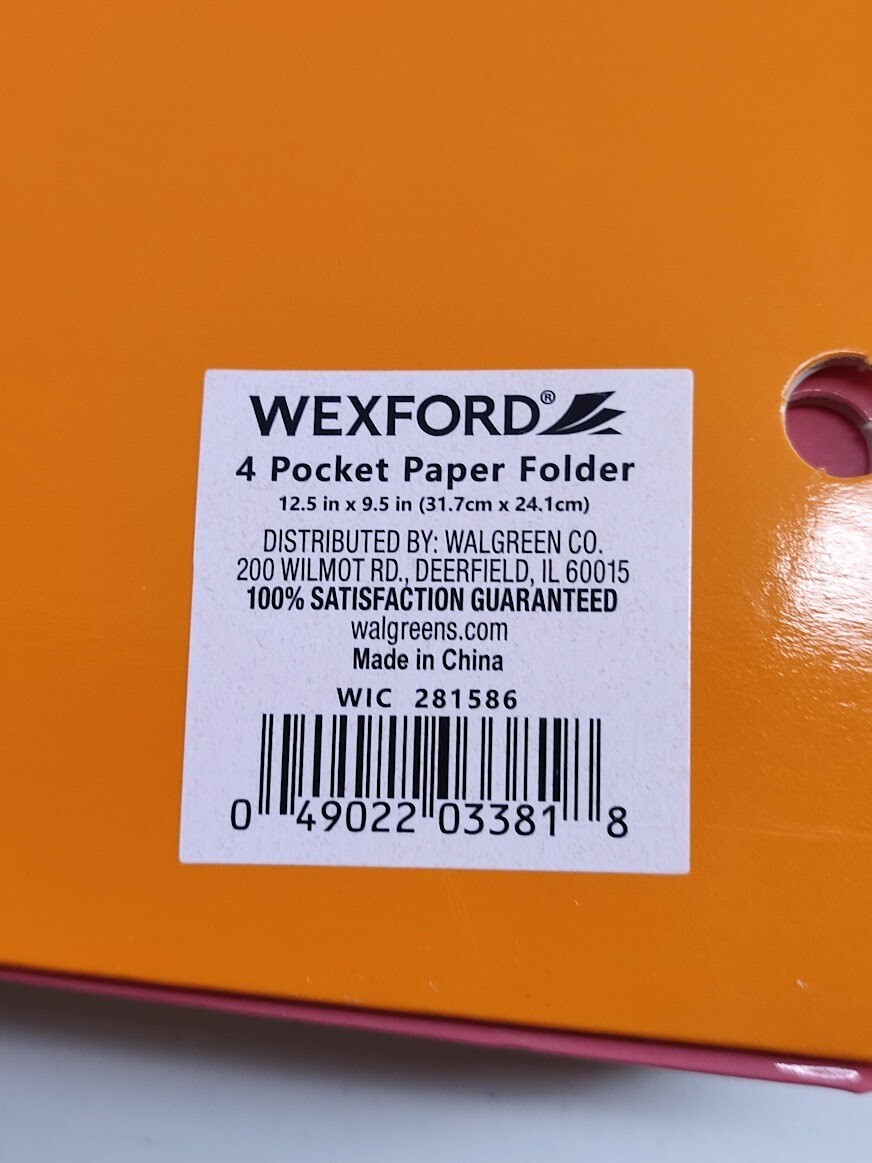 WEXFORD®
4 Pocket Paper Folder
12.5 in x 9.5 in (31.7cm x 24.1cm)
DISTRIBUTED BY: WALGREEN CO.
200 WILMOT RD., DEERFIELD, IL 60015
100% SATISFACTION GUARANTEED
walgreens.com
Made in China
WIC 281586
0 49022 03381 8